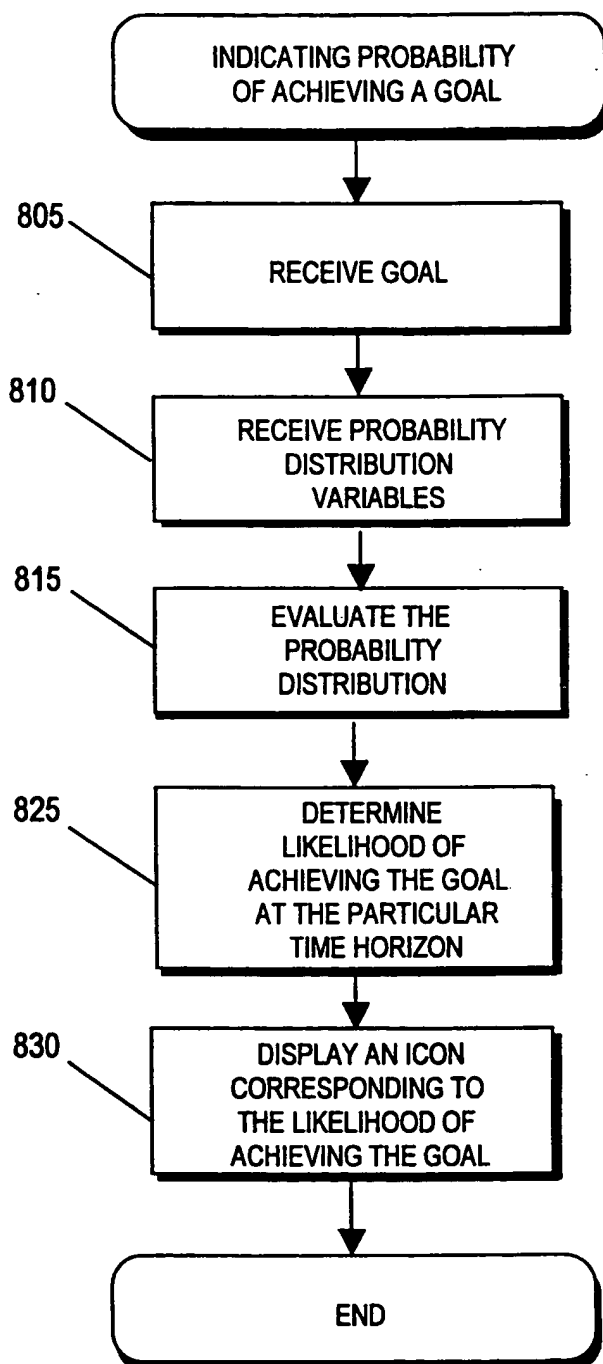 INDICATING PROBABILITY
OF ACHIEVING A GOAL
805
RECEIVE GOAL
810
RECEIVE PROBABILITY
DISTRIBUTION
VARIABLES
815
EVALUATE THE
PROBABILITY
DISTRIBUTION
825
DETERMINE
LIKELIHOOD OF
ACHIEVING THE GOAL
AT THE PARTICULAR
TIME HORIZON
830
DISPLAY AN ICON
CORRESPONDING TO
THE LIKELIHOOD OF
ACHIEVING THE GOAL
END